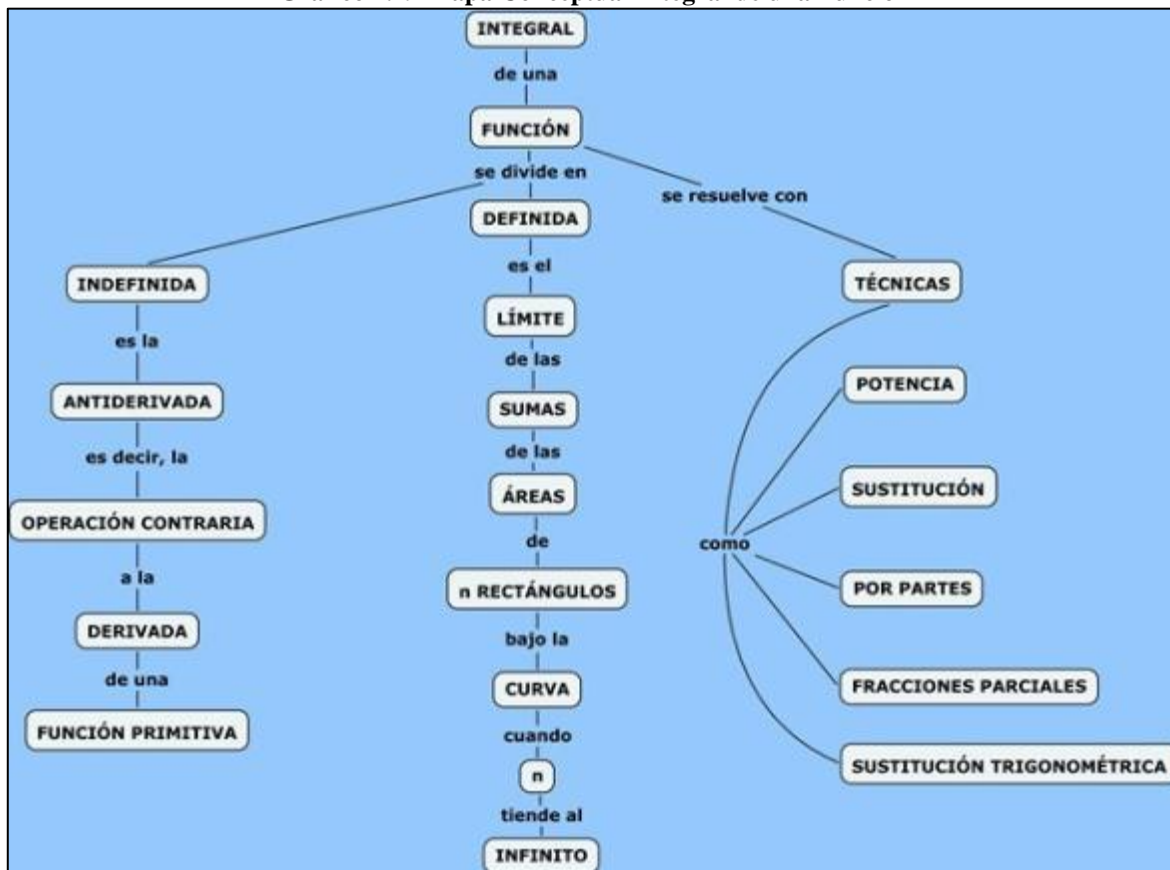 INTEGRAL
de una
FUNCIÓN
se divide en
se resuelve con
DEFINIDA
INDEFINIDA
es la
ANTIDERIVADA
es decir, la
OPERACIÓN CONTRARIA
a la
DERIVADA
de una
FUNCIÓN PRIMITIVA
es el
LÍMITE
de las
SUMAS
de las
ÁREAS
de
n RECTÁNGULOS
bajo la
CURVA
cuando
n
tiende al
INFINITO
TÉCNICAS
como
POTENCIA
SUSTITUCIÓN
POR PARTES
FRACCIONES PARCIALES
SUSTITUCIÓN TRIGONOMÉTRICA